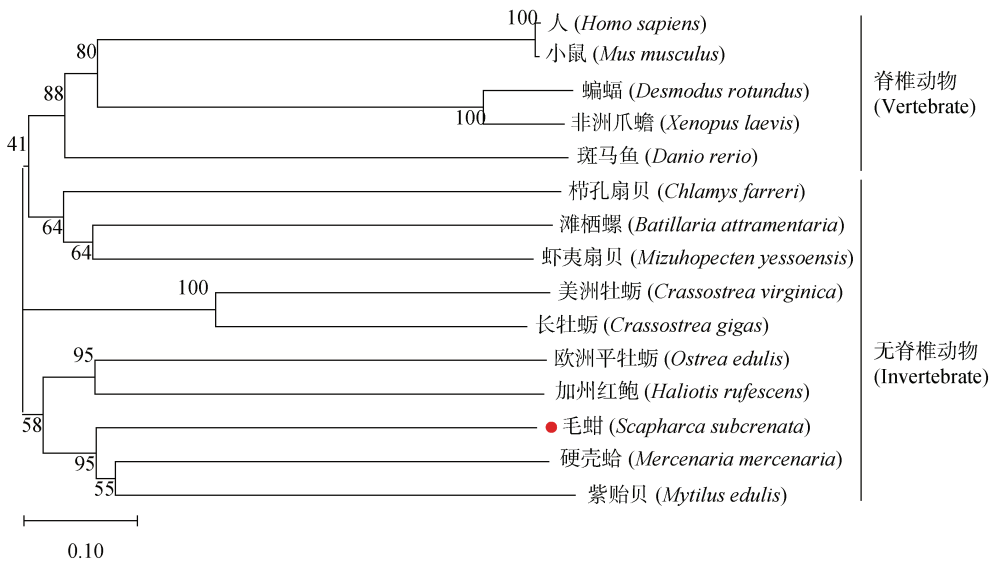 100
人 (Homo sapiens)
小鼠 (Mus musculus)
80
88
蝙蝠 (Desmodus rotundus)
脊椎动物
(Vertebrate)
100
非洲爪蟾 (Xenopus laevis)
41
斑马鱼 (Danio rerio)
栉孔扇贝 (Chlamys farreri)
64
滩栖螺 (Batillaria attramentaria)
64
虾夷扇贝 (Mizuhopecten yessoensis)
100
美洲牡蛎 (Crassostrea virginica)
长牡蛎 (Crassostrea gigas)
无脊椎动物
(Invertebrate)
95
欧洲平牡蛎 (Ostrea edulis)
加州红鲍 (Haliotis rufescens)
58
毛蚶 (Scapharca subcrenata)
95
硬壳蛤 (Mercenaria mercenaria)
55
紫贻贝 (Mytilus edulis)
0.10